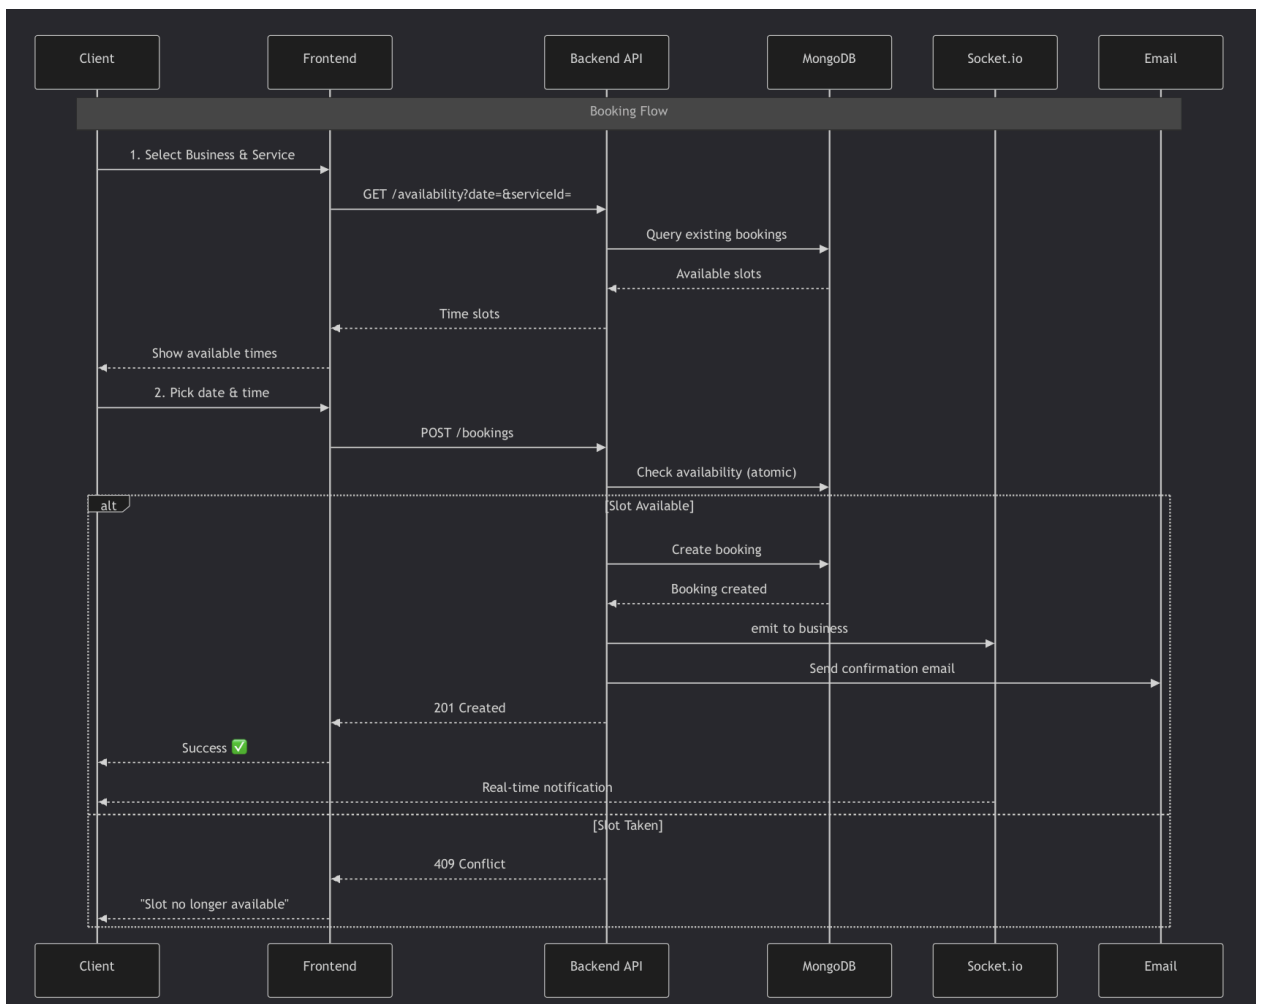 Client
Frontend
Backend API
MongoDB
Socket.io
Email
Booking Flow
1. Select Business & Service
GET /availability?date=&serviceId=
Query existing bookings
Available slots
Time slots
Show available times
2. Pick date & time
POST /bookings
Check availability (atomic)
alt
[Slot Available]
Create booking
Booking created
emit to business
Send confirmation email
201 Created
Success ✅
Real-time notification
[Slot Taken]
409 Conflict
"Slot no longer available"
Client
Frontend
Backend API
MongoDB
Socket.io
Email